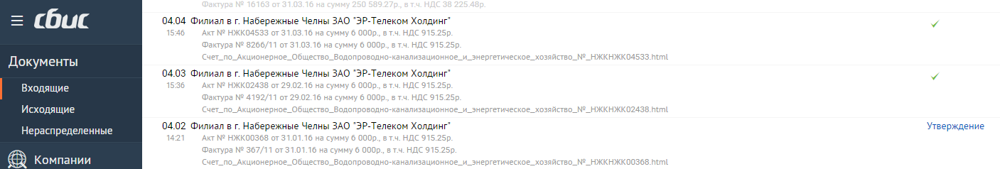 Фактура № 16163 от 31.03.16 на сумму 250 589.27р., в т.ч. НДС 38 225.48р.
сбис
04.04 Филиал в г. Набережные Челны ЗАО "ЭР-Телеком Холдинг"
15:46 Акт № НЖК04533 от 31.03.16 на сумму 6 000р., в т.ч. НДС 915.25р.
Фактура № 8266/11 от 31.03.16 на сумму 6 000р., в т.ч. НДС 915.25р.
Счет_по_Акционерное_Общество_Водопроводно-канализационное_и_энергетическое_хозяйство_№_НЖКНЖК04533.html
Документы
04.03 Филиал в г. Набережные Челны ЗАО "ЭР-Телеком Холдинг"
15:36 Акт № НЖК02438 от 29.02.16 на сумму 6 000р., в т.ч. НДС 915.25р.
Фактура № 4192/11 от 29.02.16 на сумму 6 000р., в т.ч. НДС 915.25р.
Счет_по_Акционерное_Общество_Водопроводно-канализационное_и_энергетическое_хозяйство_№_НЖКНЖК02438.html
Входящие
Исходящие
Нераспределенные
04.02 Филиал в г. Набережные Челны ЗАО "ЭР-Телеком Холдинг" Утверждение
14:21 Акт № НЖК00368 от 31.01.16 на сумму 6 000р., в т.ч. НДС 915.25р.
Фактура № 367/11 от 31.01.16 на сумму 6 000р., в т.ч. НДС 915.25р.
Счет_по_Акционерное_Общество_Водопроводно-канализационное_и_энергетическое_хозяйство_№_НЖКНЖК00368.html
Компании